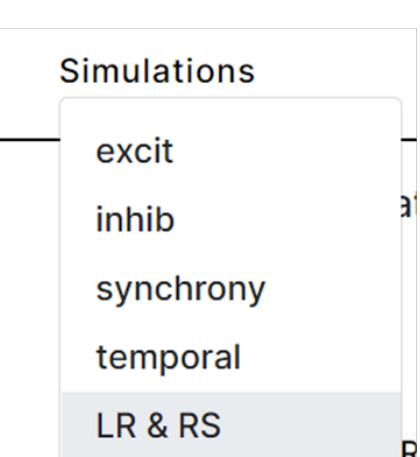 Simulations
excit
inhib
synchrony
temporal
LR & RS